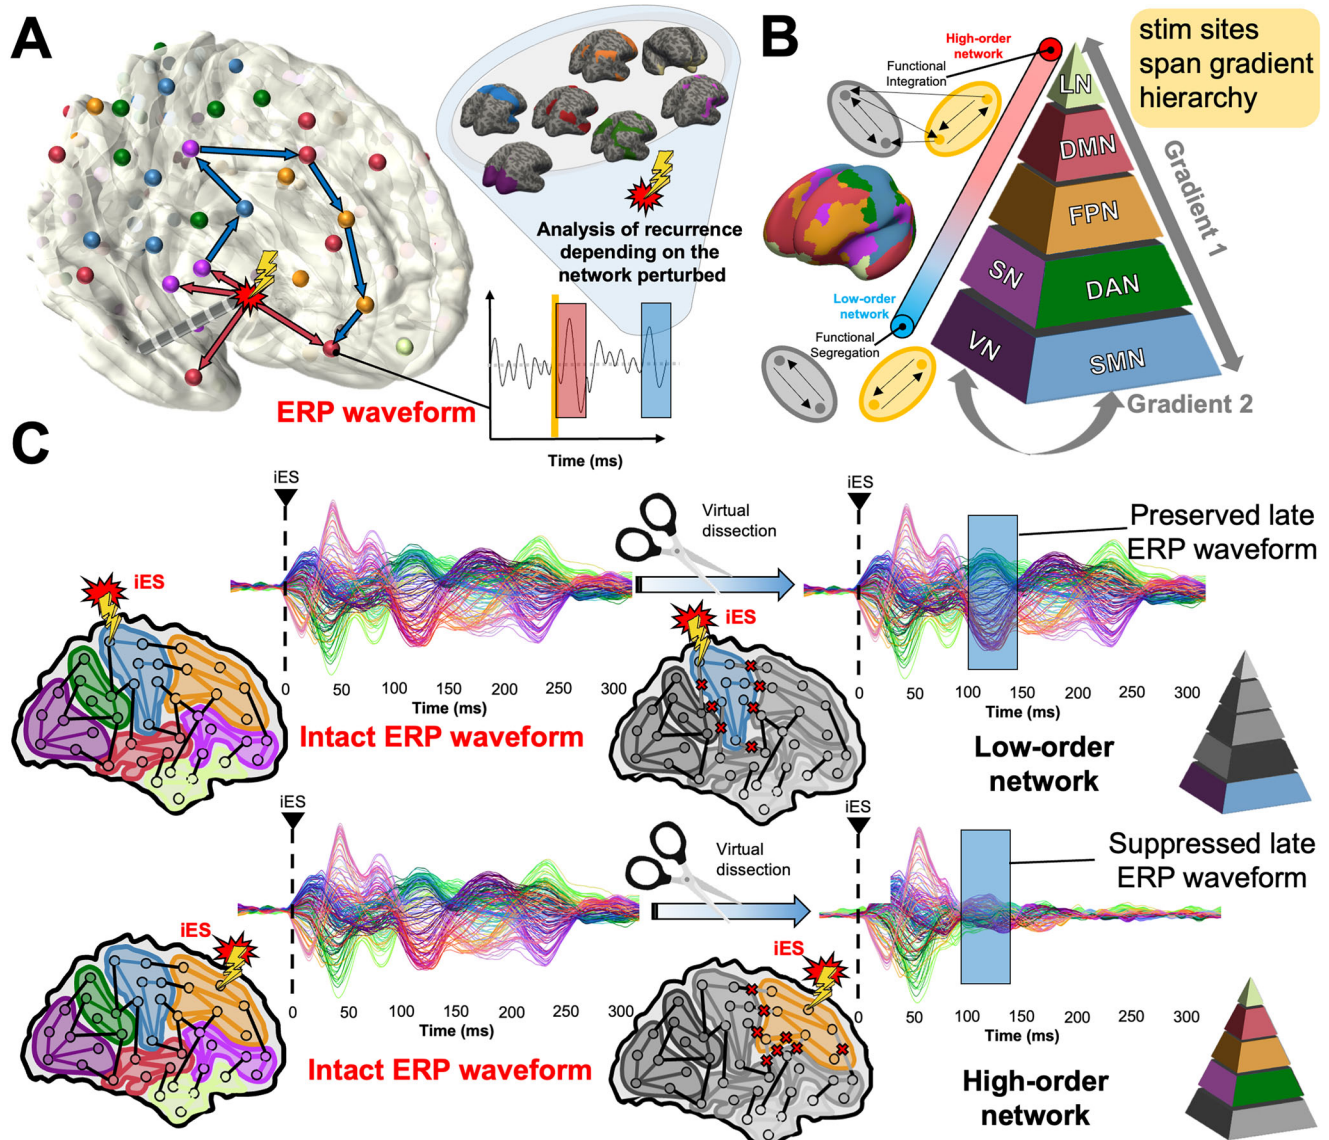 A
Analysis of recurrence
depending on the
network perturbed
ERP waveform
Time (ms)
B
High-order
network
Functional
Integration
Low-order
network
Functional
Segregation
stim sites
span gradient
hierarchy
LN
DMN
FPN
SN
DAN
VN
SMN
Gradient 1
Gradient 2
C
iES
iES
0 50 100 150 200 250 300
Time (ms)
Intact ERP waveform
Virtual
dissection
iES
iES
0 50 100 150 200 250 300
Time (ms)
Preserved late
ERP waveform
Low-order
network
iES
iES
0 50 100 150 200 250 300
Time (ms)
Intact ERP waveform
Virtual
dissection
iES
iES
0 50 100 150 200 250 300
Time (ms)
Suppressed late
ERP waveform
High-order
network